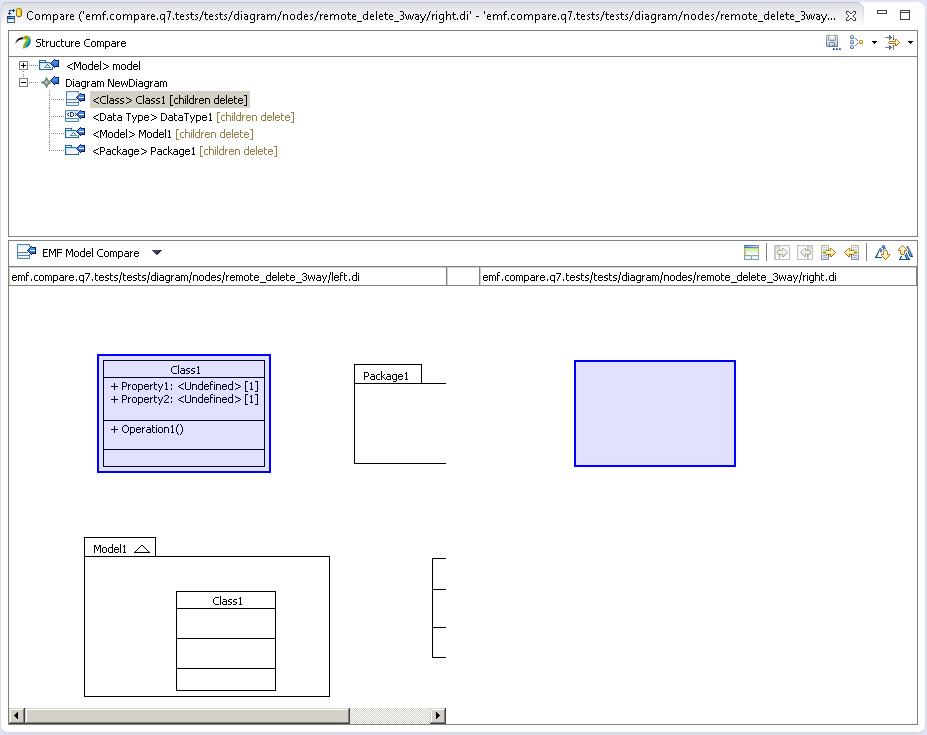 Compare ('emf.compare.q7.tests/tests/diagram/nodes/remote_delete_3way/right.di' - 'emf.compare.q7.tests/tests/diagram/nodes/remote_delete_3way...
Structure Compare
<Model> model
Diagram NewDiagram
<Class> Class1 [children delete]
<Data Type> DataType1 [children delete]
<Model> Model1 [children delete]
<Package> Package1 [children delete]
EMF Model Compare
emf.compare.q7.tests/tests/diagram/nodes/remote_delete_3way/left.di
emf.compare.q7.tests/tests/diagram/nodes/remote_delete_3way/right.di
Class1
+ Property1: <Undefined> [1]
+ Property2: <Undefined> [1]
+ Operation1()
Package1
Model1
Class1